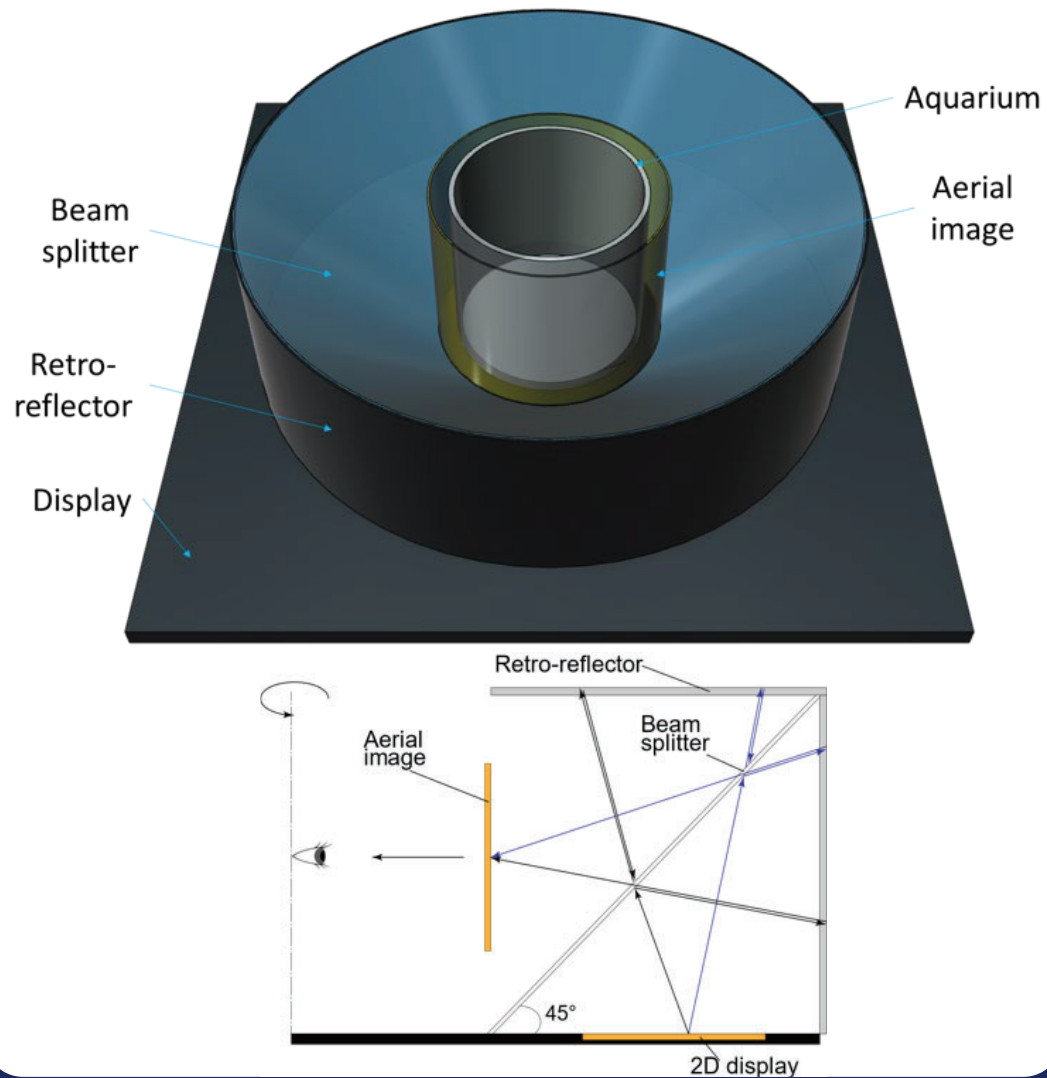 Aquarium
Aerial
image
Beam
splitter
Retro-
reflector
Display
Retro-reflector
Beam
splitter
Aerial
image
45°
2D display